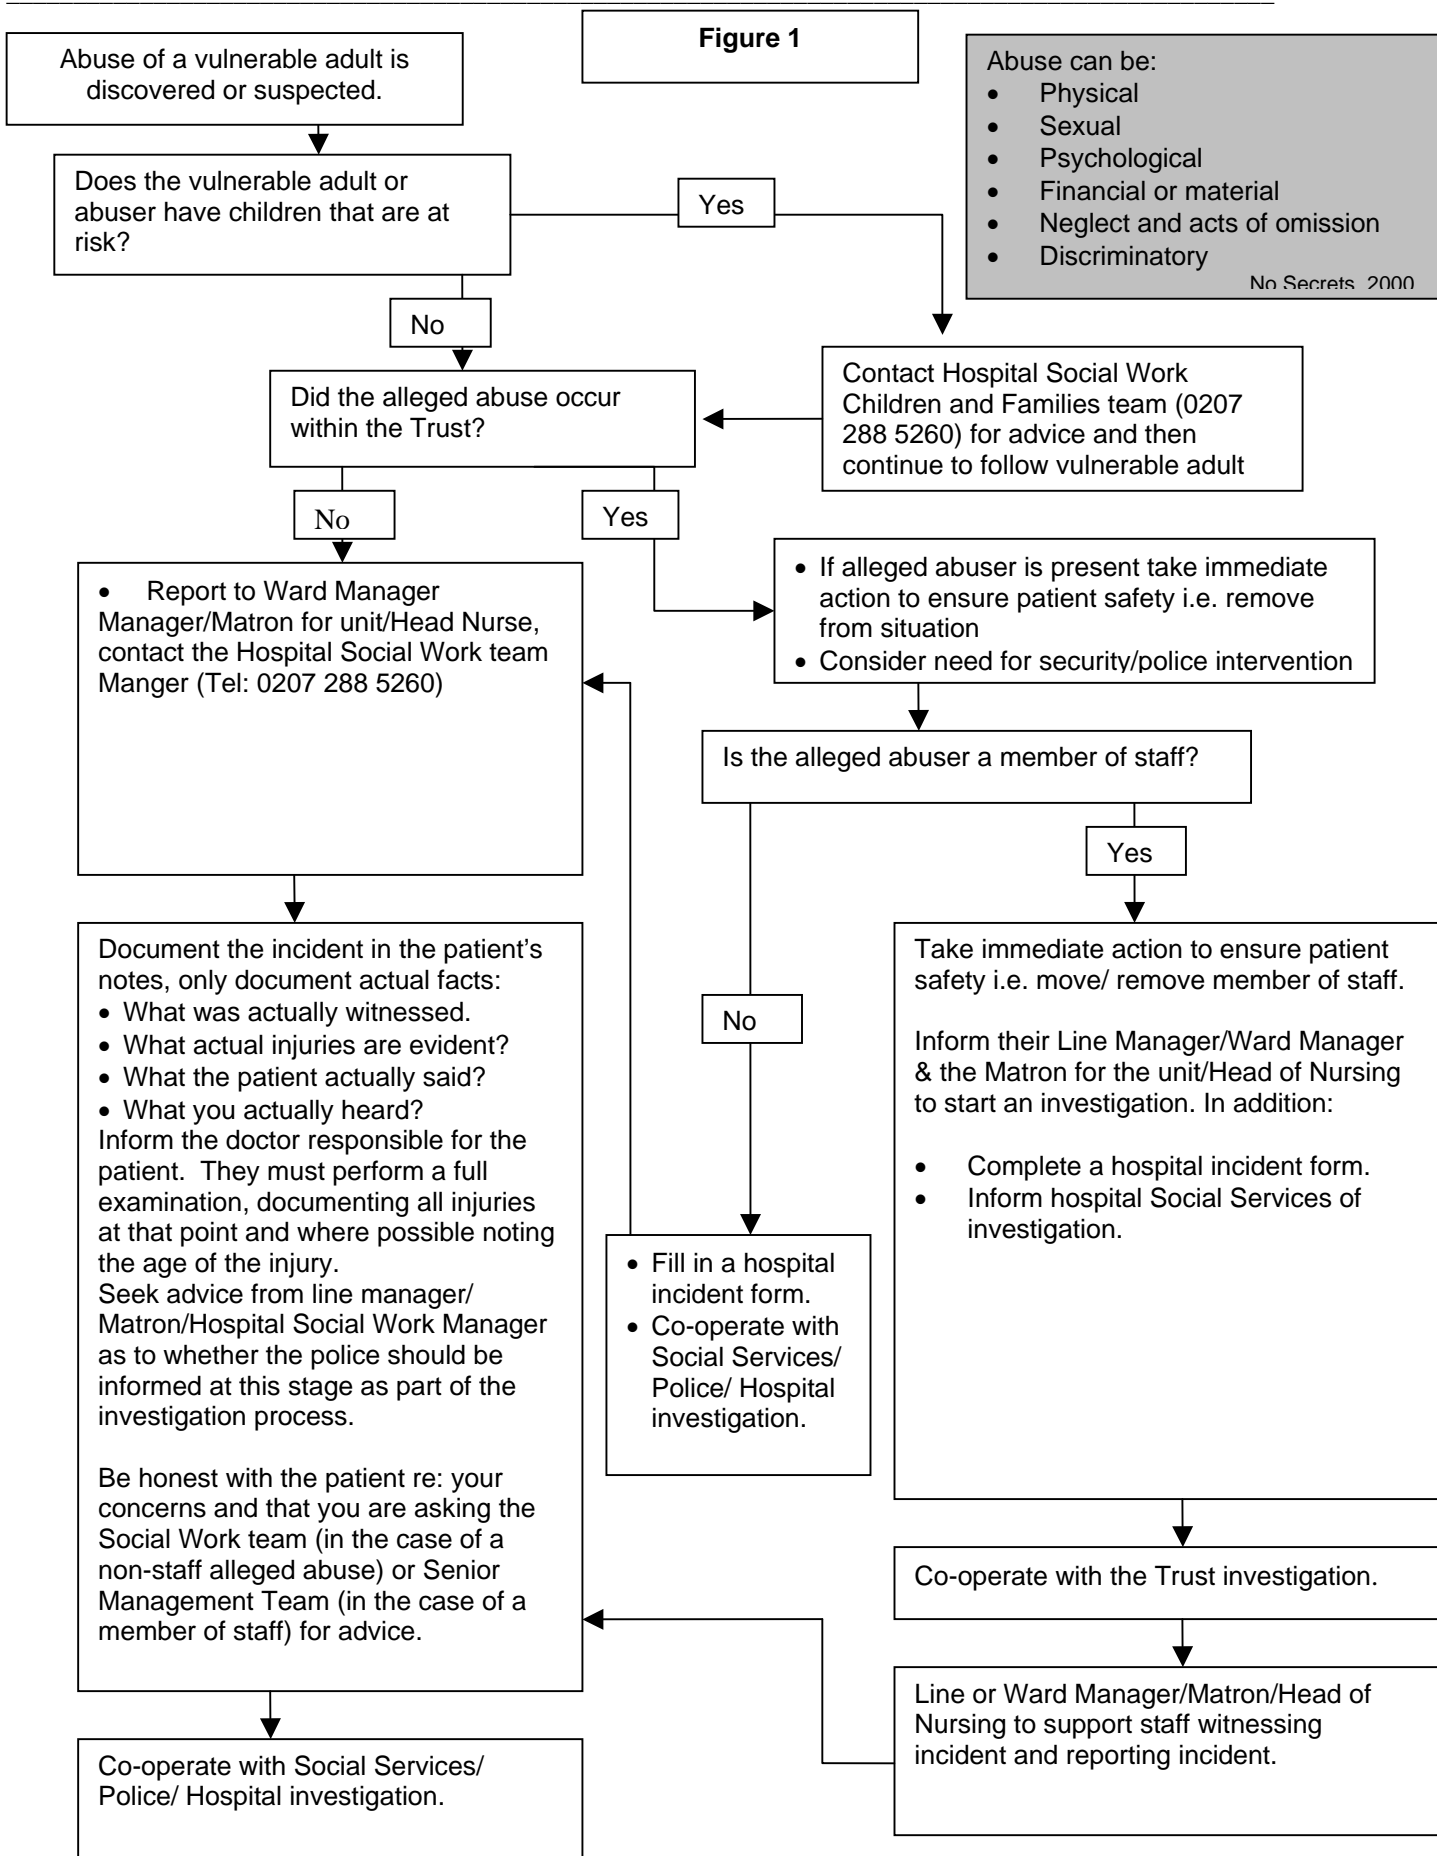 Figure 1
Abuse of a vulnerable adult is
discovered or suspected.
Abuse can be:
• Physical
• Sexual
• Psychological
• Financial or material
• Neglect and acts of omission
• Discriminatory
No Secrets 2000
Does the vulnerable adult or
abuser have children that are at
risk?
Yes
No
Contact Hospital Social Work
Children and Families team (0207
288 5260) for advice and then
continue to follow vulnerable adult
Did the alleged abuse occur
within the Trust?
No
Yes
• Report to Ward Manager
Manager/Matron for unit/Head Nurse,
contact the Hospital Social Work team
Manger (Tel: 0207 288 5260)
• If alleged abuser is present take immediate
action to ensure patient safety i.e. remove
from situation
• Consider need for security/police intervention
Is the alleged abuser a member of staff?
Yes
No
Document the incident in the patient’s
notes, only document actual facts:
• What was actually witnessed.
• What actual injuries are evident?
• What the patient actually said?
• What you actually heard?
Inform the doctor responsible for the
patient. They must perform a full
examination, documenting all injuries
at that point and where possible noting
the age of the injury.
Seek advice from line manager/
Matron/Hospital Social Work Manager
as to whether the police should be
informed at this stage as part of the
investigation process.
Be honest with the patient re: your
concerns and that you are asking the
Social Work team (in the case of a
non-staff alleged abuse) or Senior
Management Team (in the case of a
member of staff) for advice.
• Fill in a hospital
incident form.
• Co-operate with
Social Services/
Police/ Hospital
investigation.
Take immediate action to ensure patient
safety i.e. move/ remove member of staff.
Inform their Line Manager/Ward Manager
& the Matron for the unit/Head of Nursing
to start an investigation. In addition:
• Complete a hospital incident form.
• Inform hospital Social Services of
investigation.
Co-operate with the Trust investigation.
Line or Ward Manager/Matron/Head of
Nursing to support staff witnessing
incident and reporting incident.
Co-operate with Social Services/
Police/ Hospital investigation.